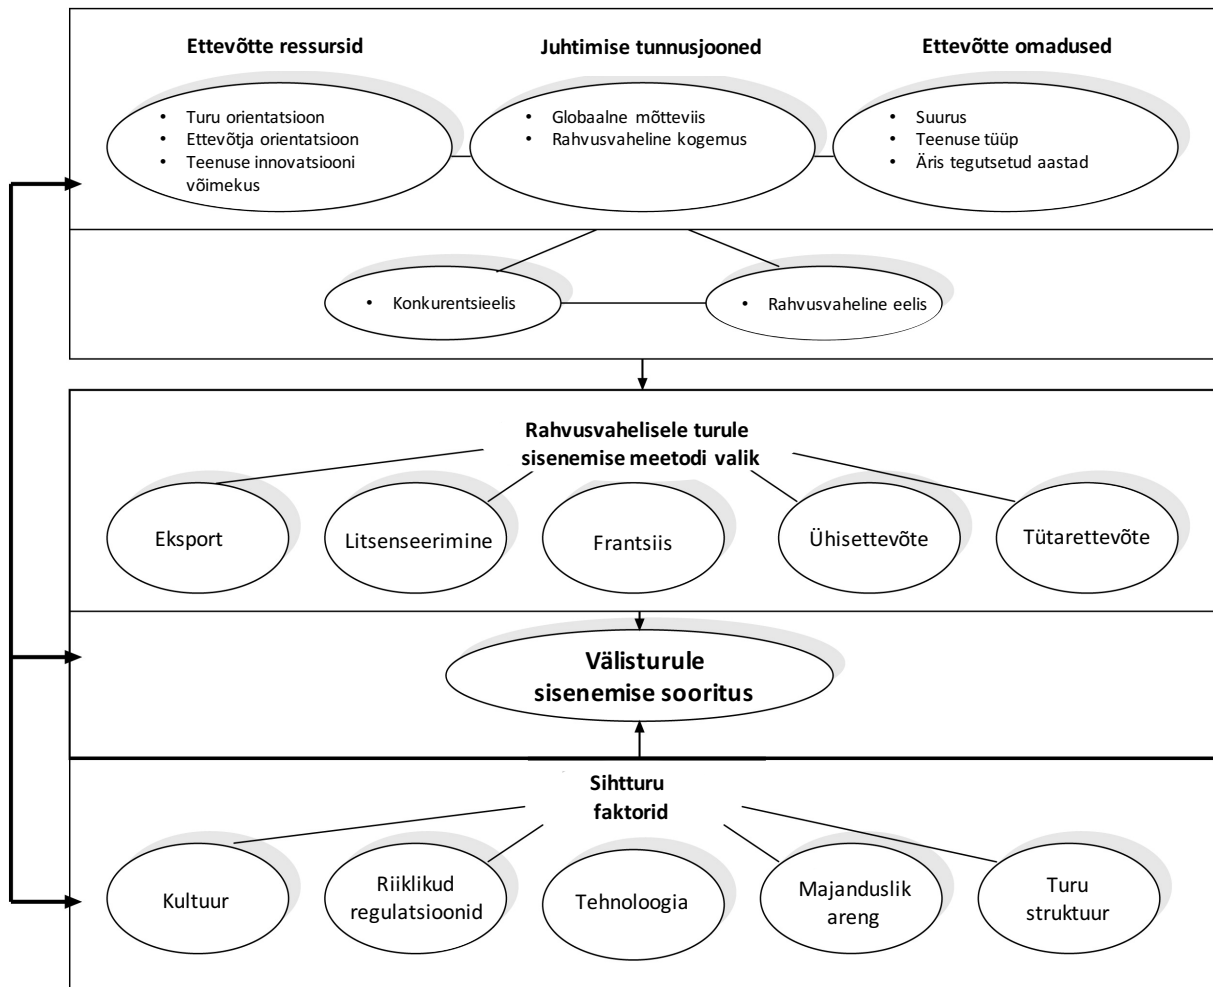 Ettevõtte ressursid
Juhtimise tunnusjooned
Ettevõtte omadused
• Turu orientatsioon
• Ettevõtja orientatsioon
• Teenuse innovatsiooni
võimekus
• Globaalne mõtteviis
• Rahvusvaheline kogemus
• Suurus
• Teenuse tüüp
• Äris tegutsetud aastad
• Konkurentsieelis
• Rahvusvaheline eelis
Rahvusvahelisele turule
sisenemise meetodi valik
Eksport
Litsenseerimine
Frantsiis
Ühisettevõte
Tütarettevõte
Välisturule
sisenemise sooritus
Sihtturu
faktorid
Kultuur
Riiklikud
regulatsioonid
Tehnoloogia
Majanduslik
areng
Turu
struktuur